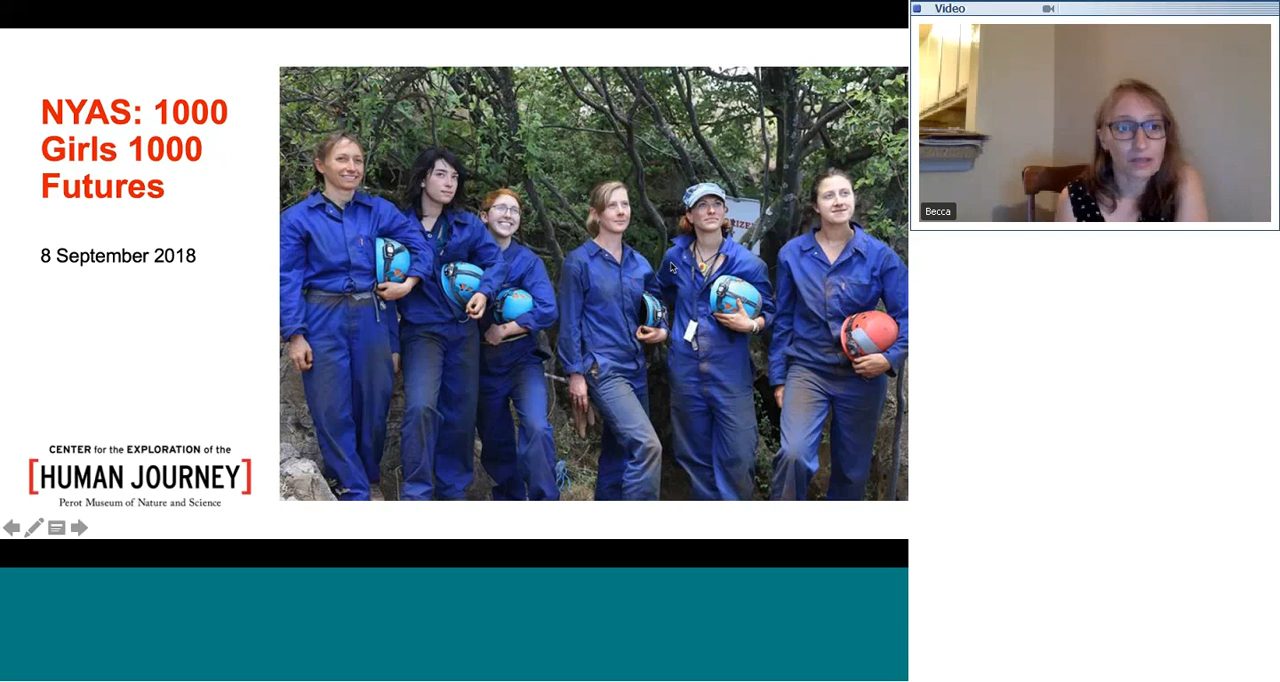 Video
NYAS: 1000
Girls 1000
Futures
8 September 2018
CENTER for the EXPLORATION of the
[HUMAN JOURNEY]
Perot Museum of Nature and Science
Becca